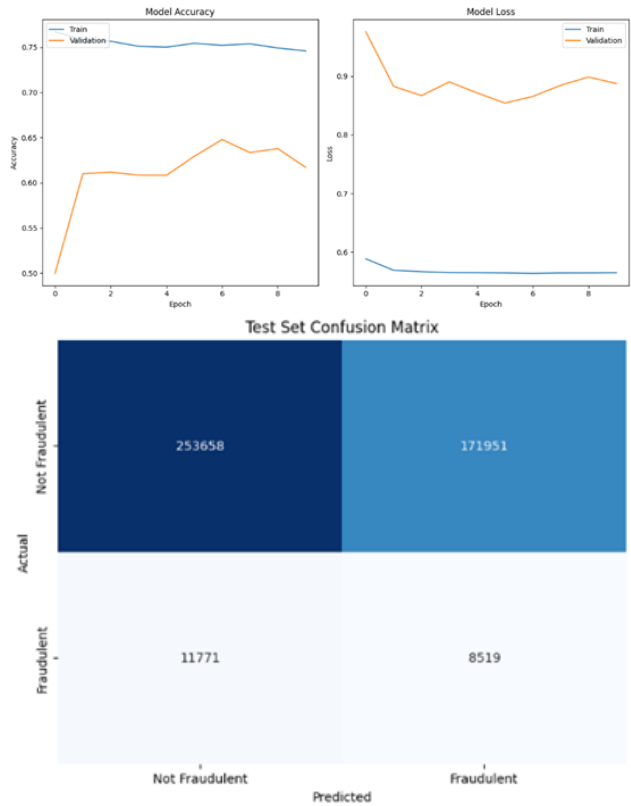 Model Accuracy
Train
Validation
0.75
0.70
0.65
0.60
0.55
0.50
Accuracy
0 2 4 6 8
Epoch
Model Loss
Train
Validation
0.9
0.8
0.7
0.6
Loss
0 2 4 6 8
Epoch
Test Set Confusion Matrix
Not Fraudulent
253658 171951
Actual
Fraudulent
11771 8519
Not Fraudulent Fraudulent
Predicted